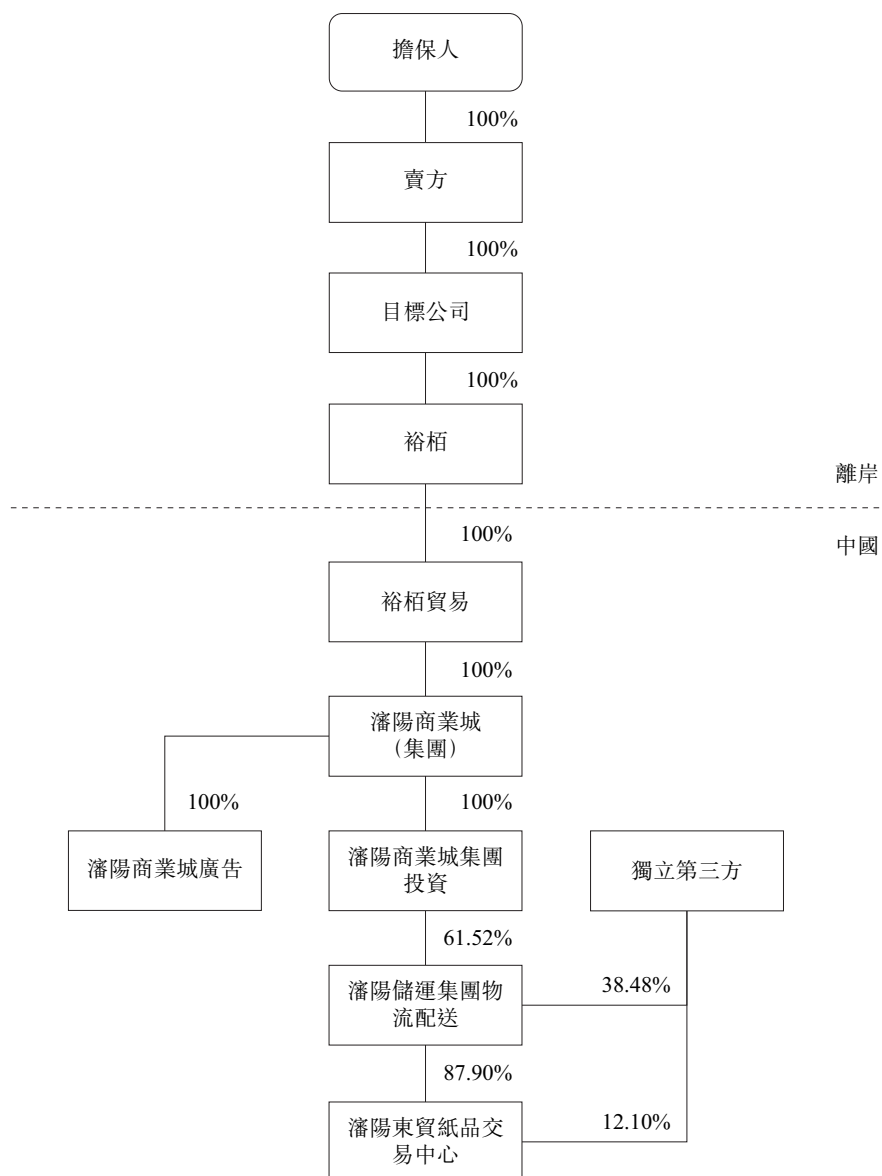 擔保人
100%
賣方
100%
目標公司
100%
裕栢
離岸
中國
100%
裕栢貿易
100%
瀋陽商業城
（集團）
100%
100%
瀋陽商業城廣告
瀋陽商業城集團
投資
獨立第三方
61.52%
瀋陽儲運集團物
流配送
38.48%
87.90%
瀋陽東貿紙品交
易中心
12.10%